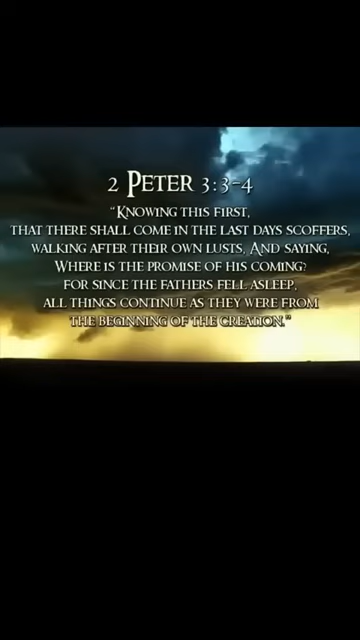 2 Peter 3:3-4
"Knowing this first,
that there shall come in the last days scoffers,
walking after their own lusts, And saying,
Where is the promise of his coming?
for since the fathers fell asleep,
all things continue as they were from
the beginning of the creation."